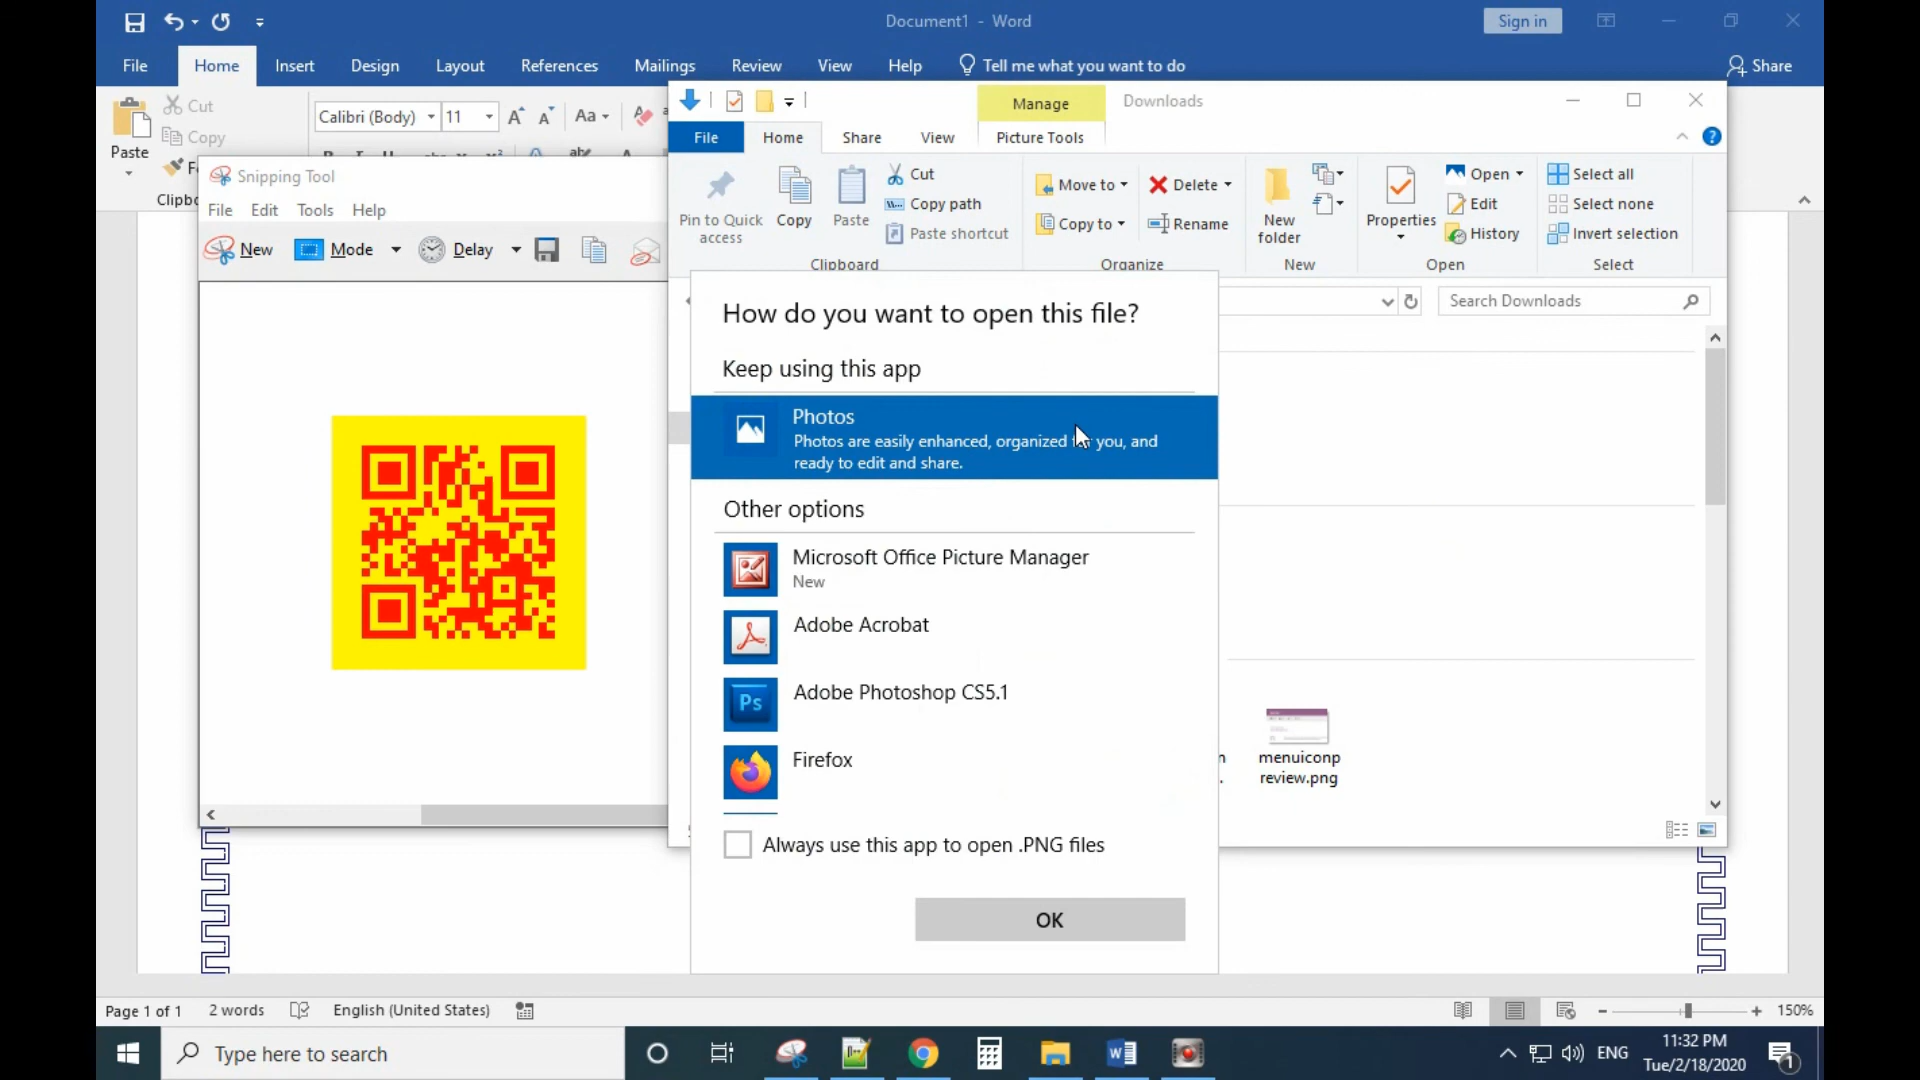 Document1 - Word
Sign in
File Home Insert Design Layout References Mailings Review View Help Tell me what you want to do Share
Paste
Cut
Copy
Calibri (Body) 11 Aa
Snipping Tool
File Edit Tools Help
New Mode Delay
Manage Downloads
File Home Share View Picture Tools
Pin to Quick access
Copy
Paste
Cut
Copy path
Paste shortcut
Clipboard
Move to
Copy to
Delete
Rename
Organize
New folder
New
Properties
Open
Edit
History
Open
Select all
Select none
Invert selection
Select
Search Downloads
How do you want to open this file?
Keep using this app
Photos
Photos are easily enhanced, organized for you, and
ready to edit and share.
Other options
Microsoft Office Picture Manager
New
Adobe Acrobat
Ps
Adobe Photoshop CS5.1
Firefox
Always use this app to open .PNG files
OK
menuiconp
review.png
Page 1 of 1 2 words English (United States) 150%
Type here to search
ENG
11:32 PM
Tue/2/18/2020
1